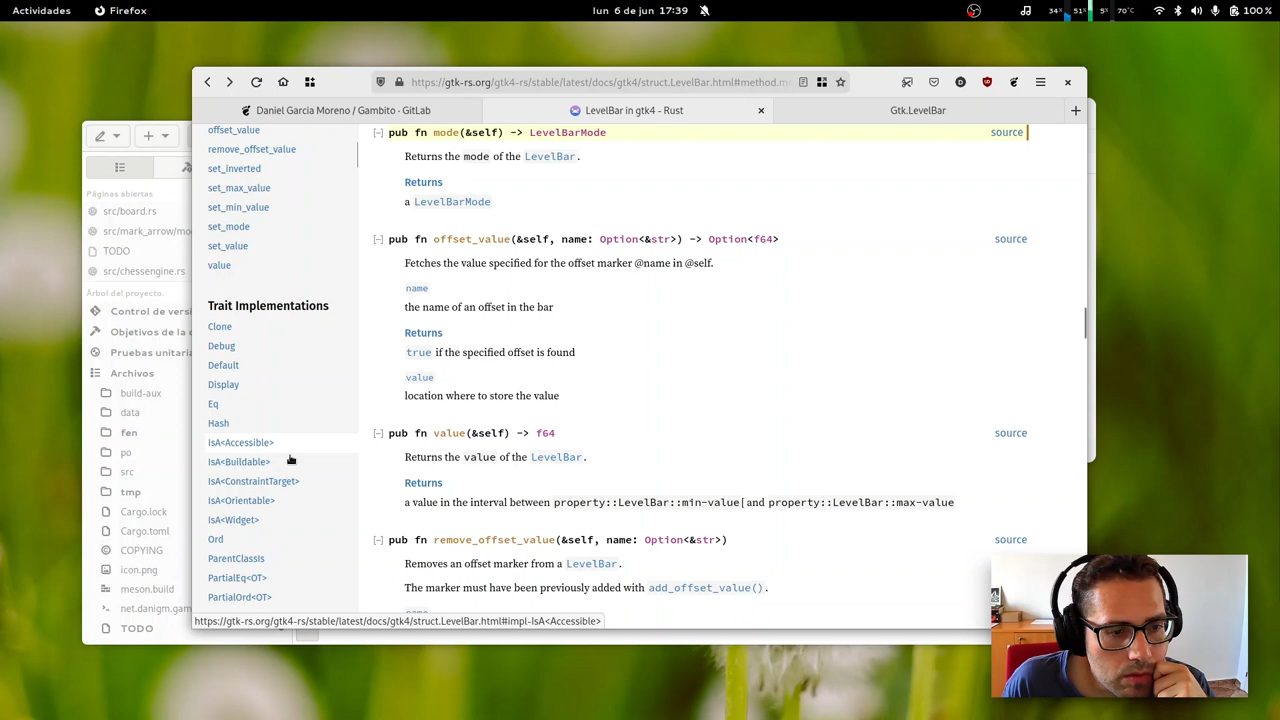 Actividades
Firefox
lun 6 de jun 17:39
34%
51%
5%
70°C
100 %
https://gtk-rs.org/gtk4-rs/stable/latest/docs/gtk4/struct.LevelBar.html#method.m
Daniel Garcia Moreno / Gambito · GitLab
LevelBar in gtk4 - Rust
Gtk.LevelBar
Páginas abiertas
src/board.rs
src/mark_arrow/mo
TODO
src/chessengine.rs
Árbol del proyecto.
Control de versi
Objetivos de la c
Pruebas unitaria
Archivos
build-aux
data
fen
po
src
tmp
Cargo.lock
Cargo.toml
COPYING
icon.png
meson.build
net.danigm.gam
TODO
offset_value
remove_offset_value
set_inverted
set_max_value
set_min_value
set_mode
set_value
value
Trait Implementations
Clone
Debug
Default
Display
Eq
Hash
IsA<Accessible>
IsA<Buildable>
IsA<ConstraintTarget>
IsA<Orientable>
IsA<Widget>
Ord
ParentClassIs
PartialEq<OT>
PartialOrd<OT>
[-] pub fn mode(&self) -> LevelBarMode source
Returns the mode of the LevelBar.
Returns
a LevelBarMode
[-] pub fn offset_value(&self, name: Option<&str>) -> Option<f64> source
Fetches the value specified for the offset marker @name in @self.
name
the name of an offset in the bar
Returns
true if the specified offset is found
value
location where to store the value
[-] pub fn value(&self) -> f64 source
Returns the value of the LevelBar.
Returns
a value in the interval between property::LevelBar::min-value[ and property::LevelBar::max-value
[-] pub fn remove_offset_value(&self, name: Option<&str>) source
Removes an offset marker from a LevelBar.
The marker must have been previously added with add_offset_value().
name
https://gtk-rs.org/gtk4-rs/stable/latest/docs/gtk4/struct.LevelBar.html#impl-IsA<Accessible>